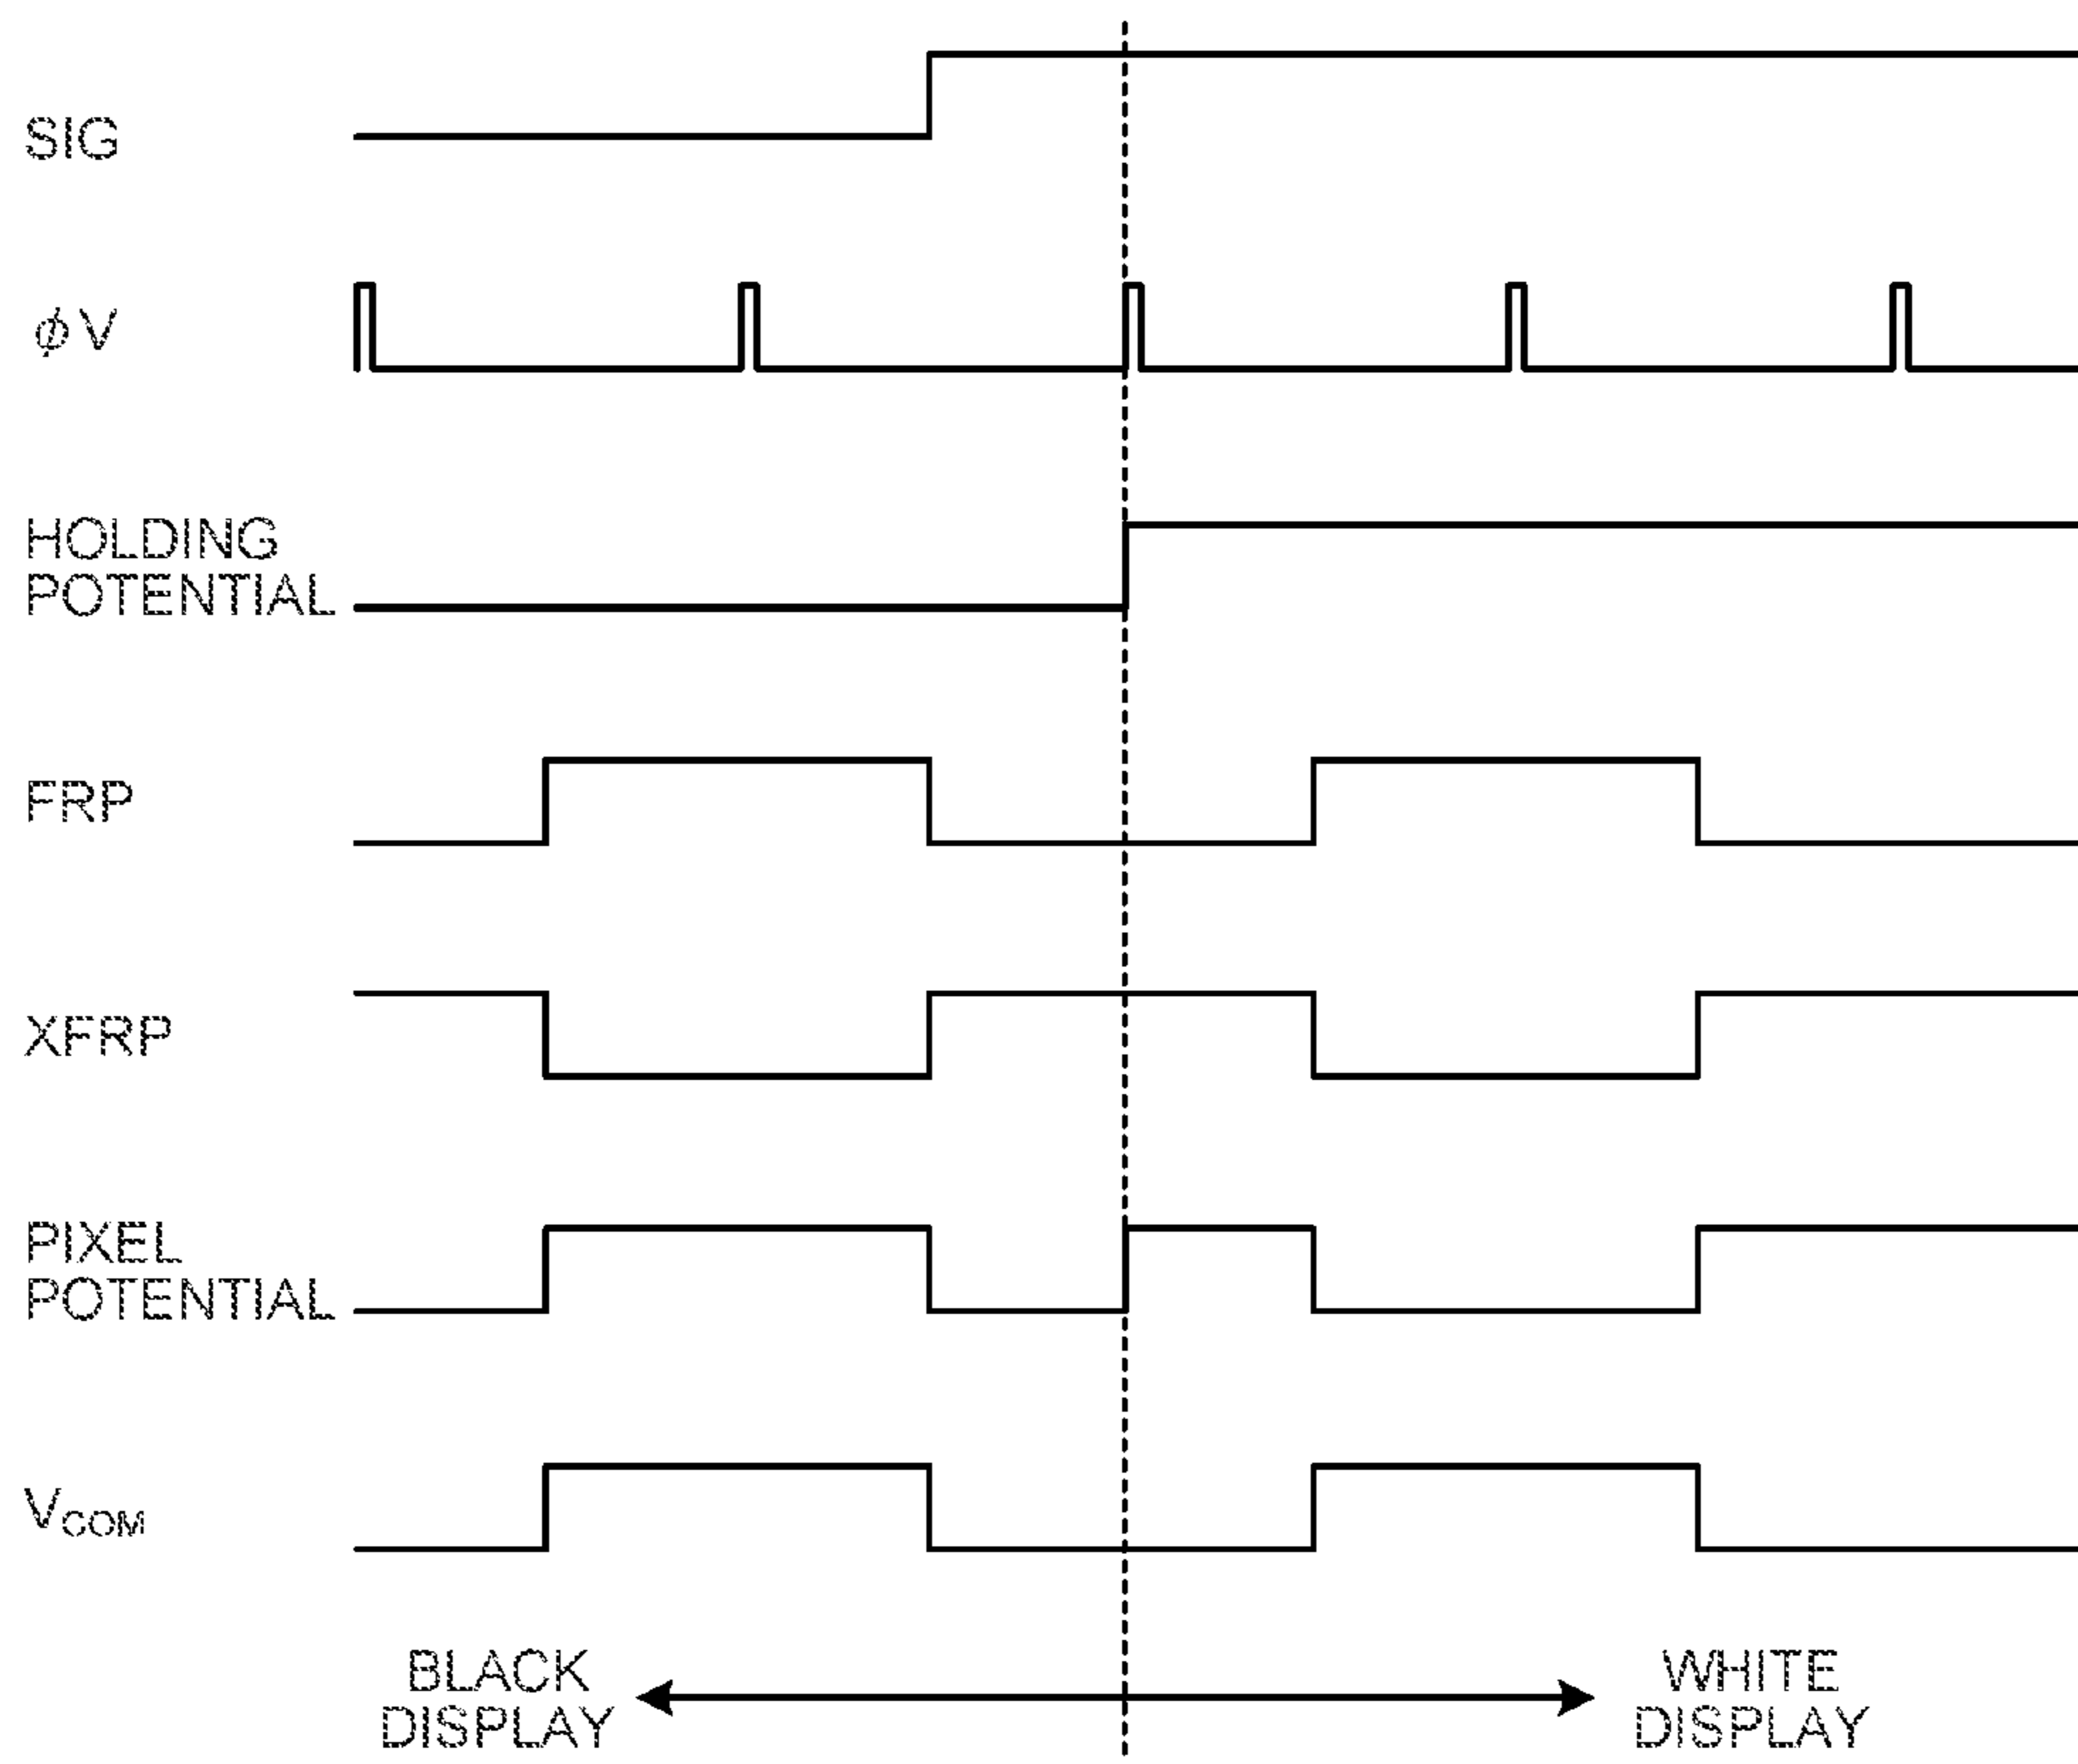 SIG
ϕV
HOLDING
POTENTIAL
FRP
XFRP
PIXEL
POTENTIAL
VCOM
BLACK
DISPLAY
WHITE
DISPLAY